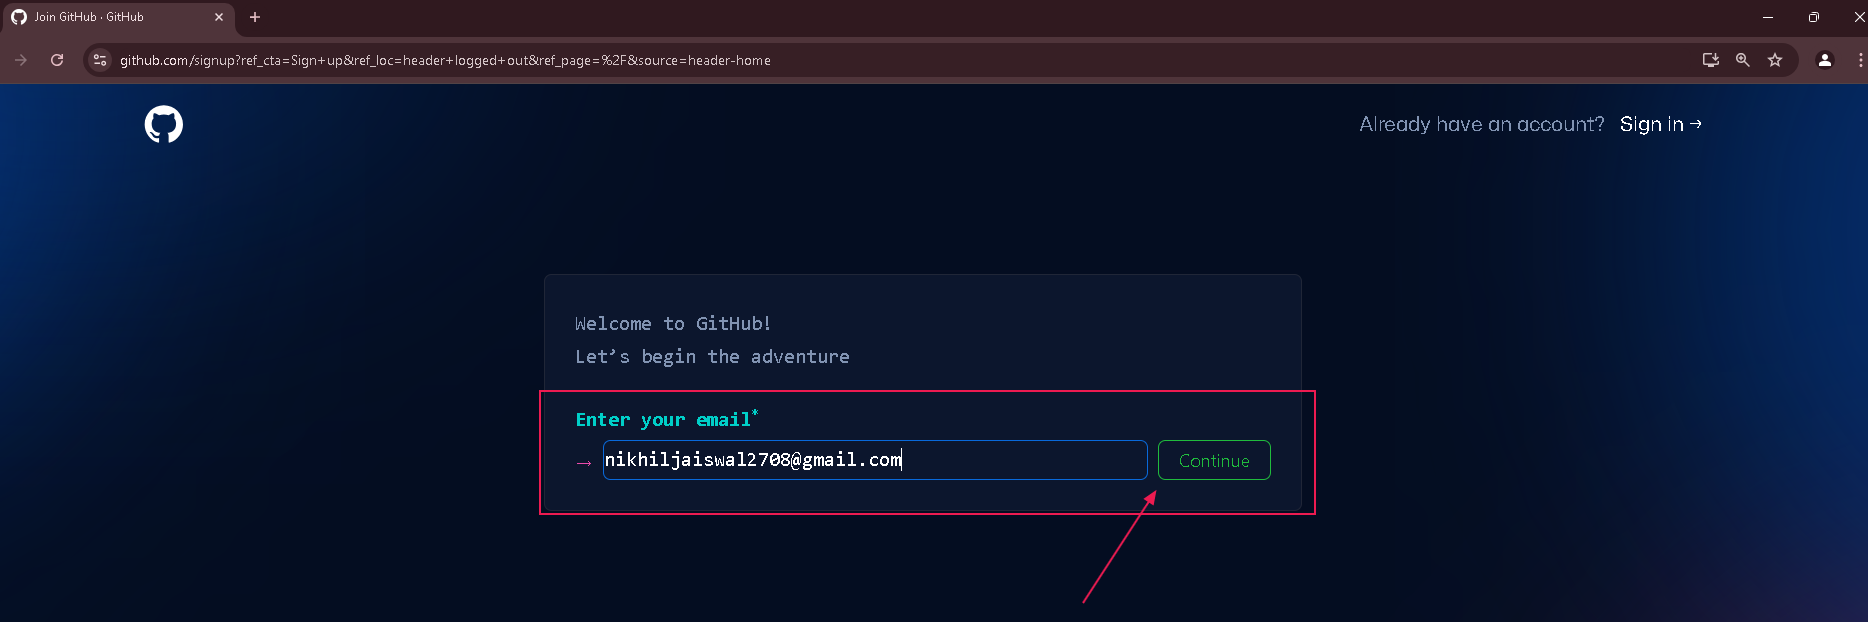 Join GitHub · GitHub
github.com/signup?ref_cta=Sign+up&ref_loc=header+logged+out&ref_page=%2F&source=header-home
Already have an account? Sign in →
Welcome to GitHub!
Let’s begin the adventure
Enter your email*
→ nikhiljaiswal2708@gmail.com Continue